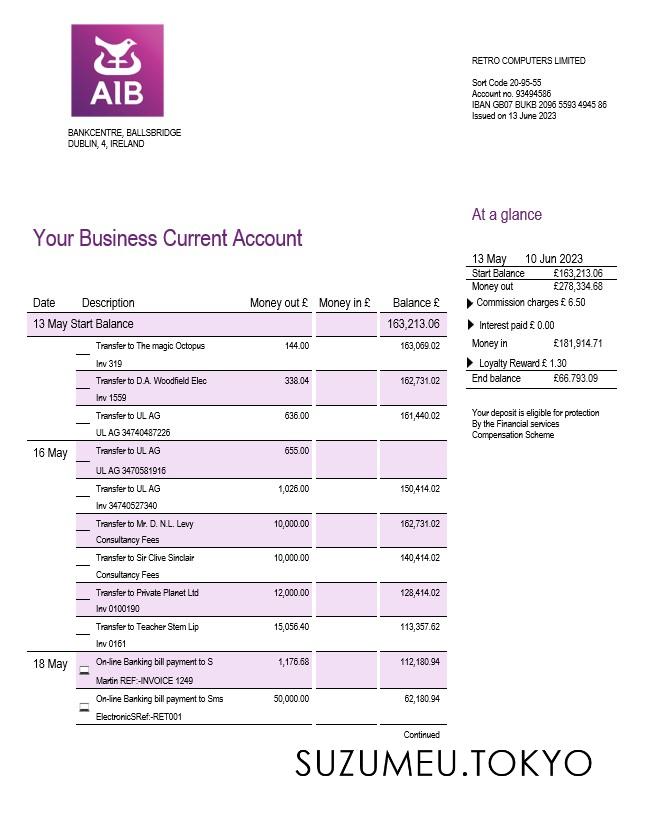 AIB
BANKCENTRE, BALLSBRIDGE
DUBLIN, 4, IRELAND
RETRO COMPUTERS LIMITED
Sort Code 20-95-55
Account no. 93494586
IBAN GB07 BUKB 2096 5593 4945 86
Issued on 13 June 2023
Your Business Current Account
Date Description Money out £ Money in £ Balance £
13 May Start Balance 163,213.06
Transfer to The magic Octopus 144.00 163,069.02
Inv 319
Transfer to D.A. Woodfield Elec 338.04 162,731.02
Inv 1559
Transfer to UL AG 636.00 161,440.02
UL AG 34740487226
16 May Transfer to UL AG 655.00
UL AG 3470581916
Transfer to UL AG 1,026.00 150,414.02
Inv 34740527340
Transfer to Mr. D. N.L. Levy 10,000.00 162,731.02
Consultancy Fees
Transfer to Sir Clive Sinclair 10,000.00 140,414.02
Consultancy Fees
Transfer to Private Planet Ltd 12,000.00 128,414.02
Inv 0100190
Transfer to Teacher Stem Lip 15,056.40 113,357.62
Inv 0161
18 May On-line Banking bill payment to S 1,176.68 112,180.94
Martin REF:-INVOICE 1249
On-line Banking bill payment to Sms 50,000.00 62,180.94
ElectronicSRef:-RET001
Continued
At a glance
13 May 10 Jun 2023
Start Balance £163,213.06
Money out £278,334.68
Commission charges £ 6.50
Interest paid £ 0.00
Money in £181,914.71
Loyalty Reward £ 1.30
End balance £66.793.09
Your deposit is eligible for protection
By the Financial services
Compensation Scheme
SUZUMEU.TOKYO